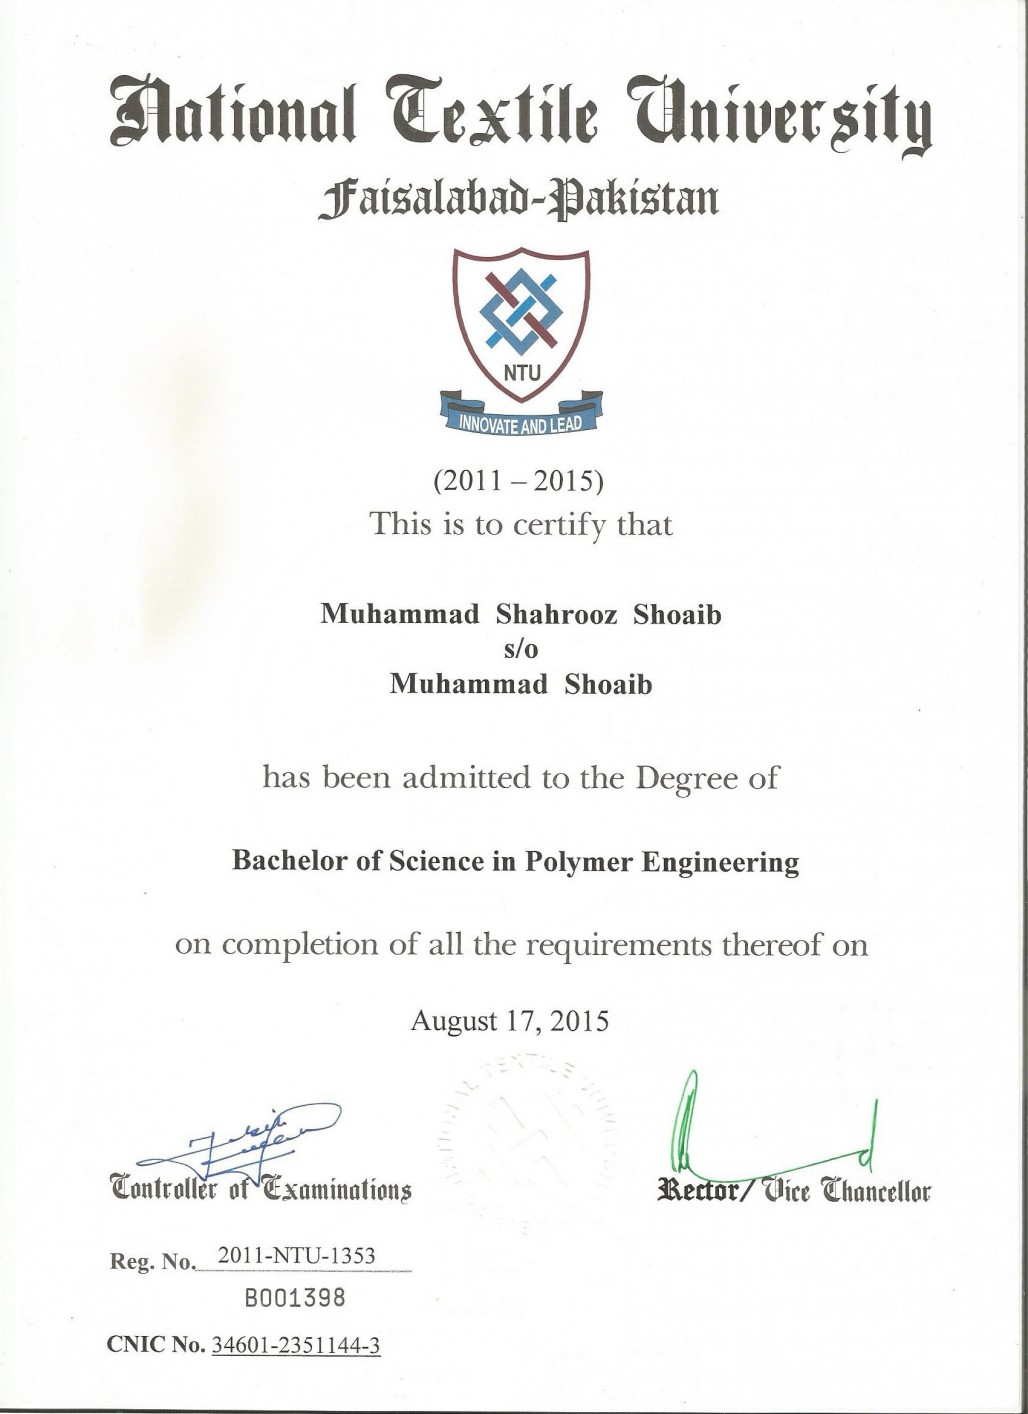 National Textile University
Faisalabad-Pakistan
NTU
INNOVATE AND LEAD
(2011 – 2015)
This is to certify that
Muhammad Shahrooz Shoaib
s/o
Muhammad Shoaib
has been admitted to the Degree of
Bachelor of Science in Polymer Engineering
on completion of all the requirements thereof on
August 17, 2015
Controller of Examinations
Rector/ Vice Chancellor
Reg. No. 2011-NTU-1353
B001398
CNIC No. 34601-2351144-3